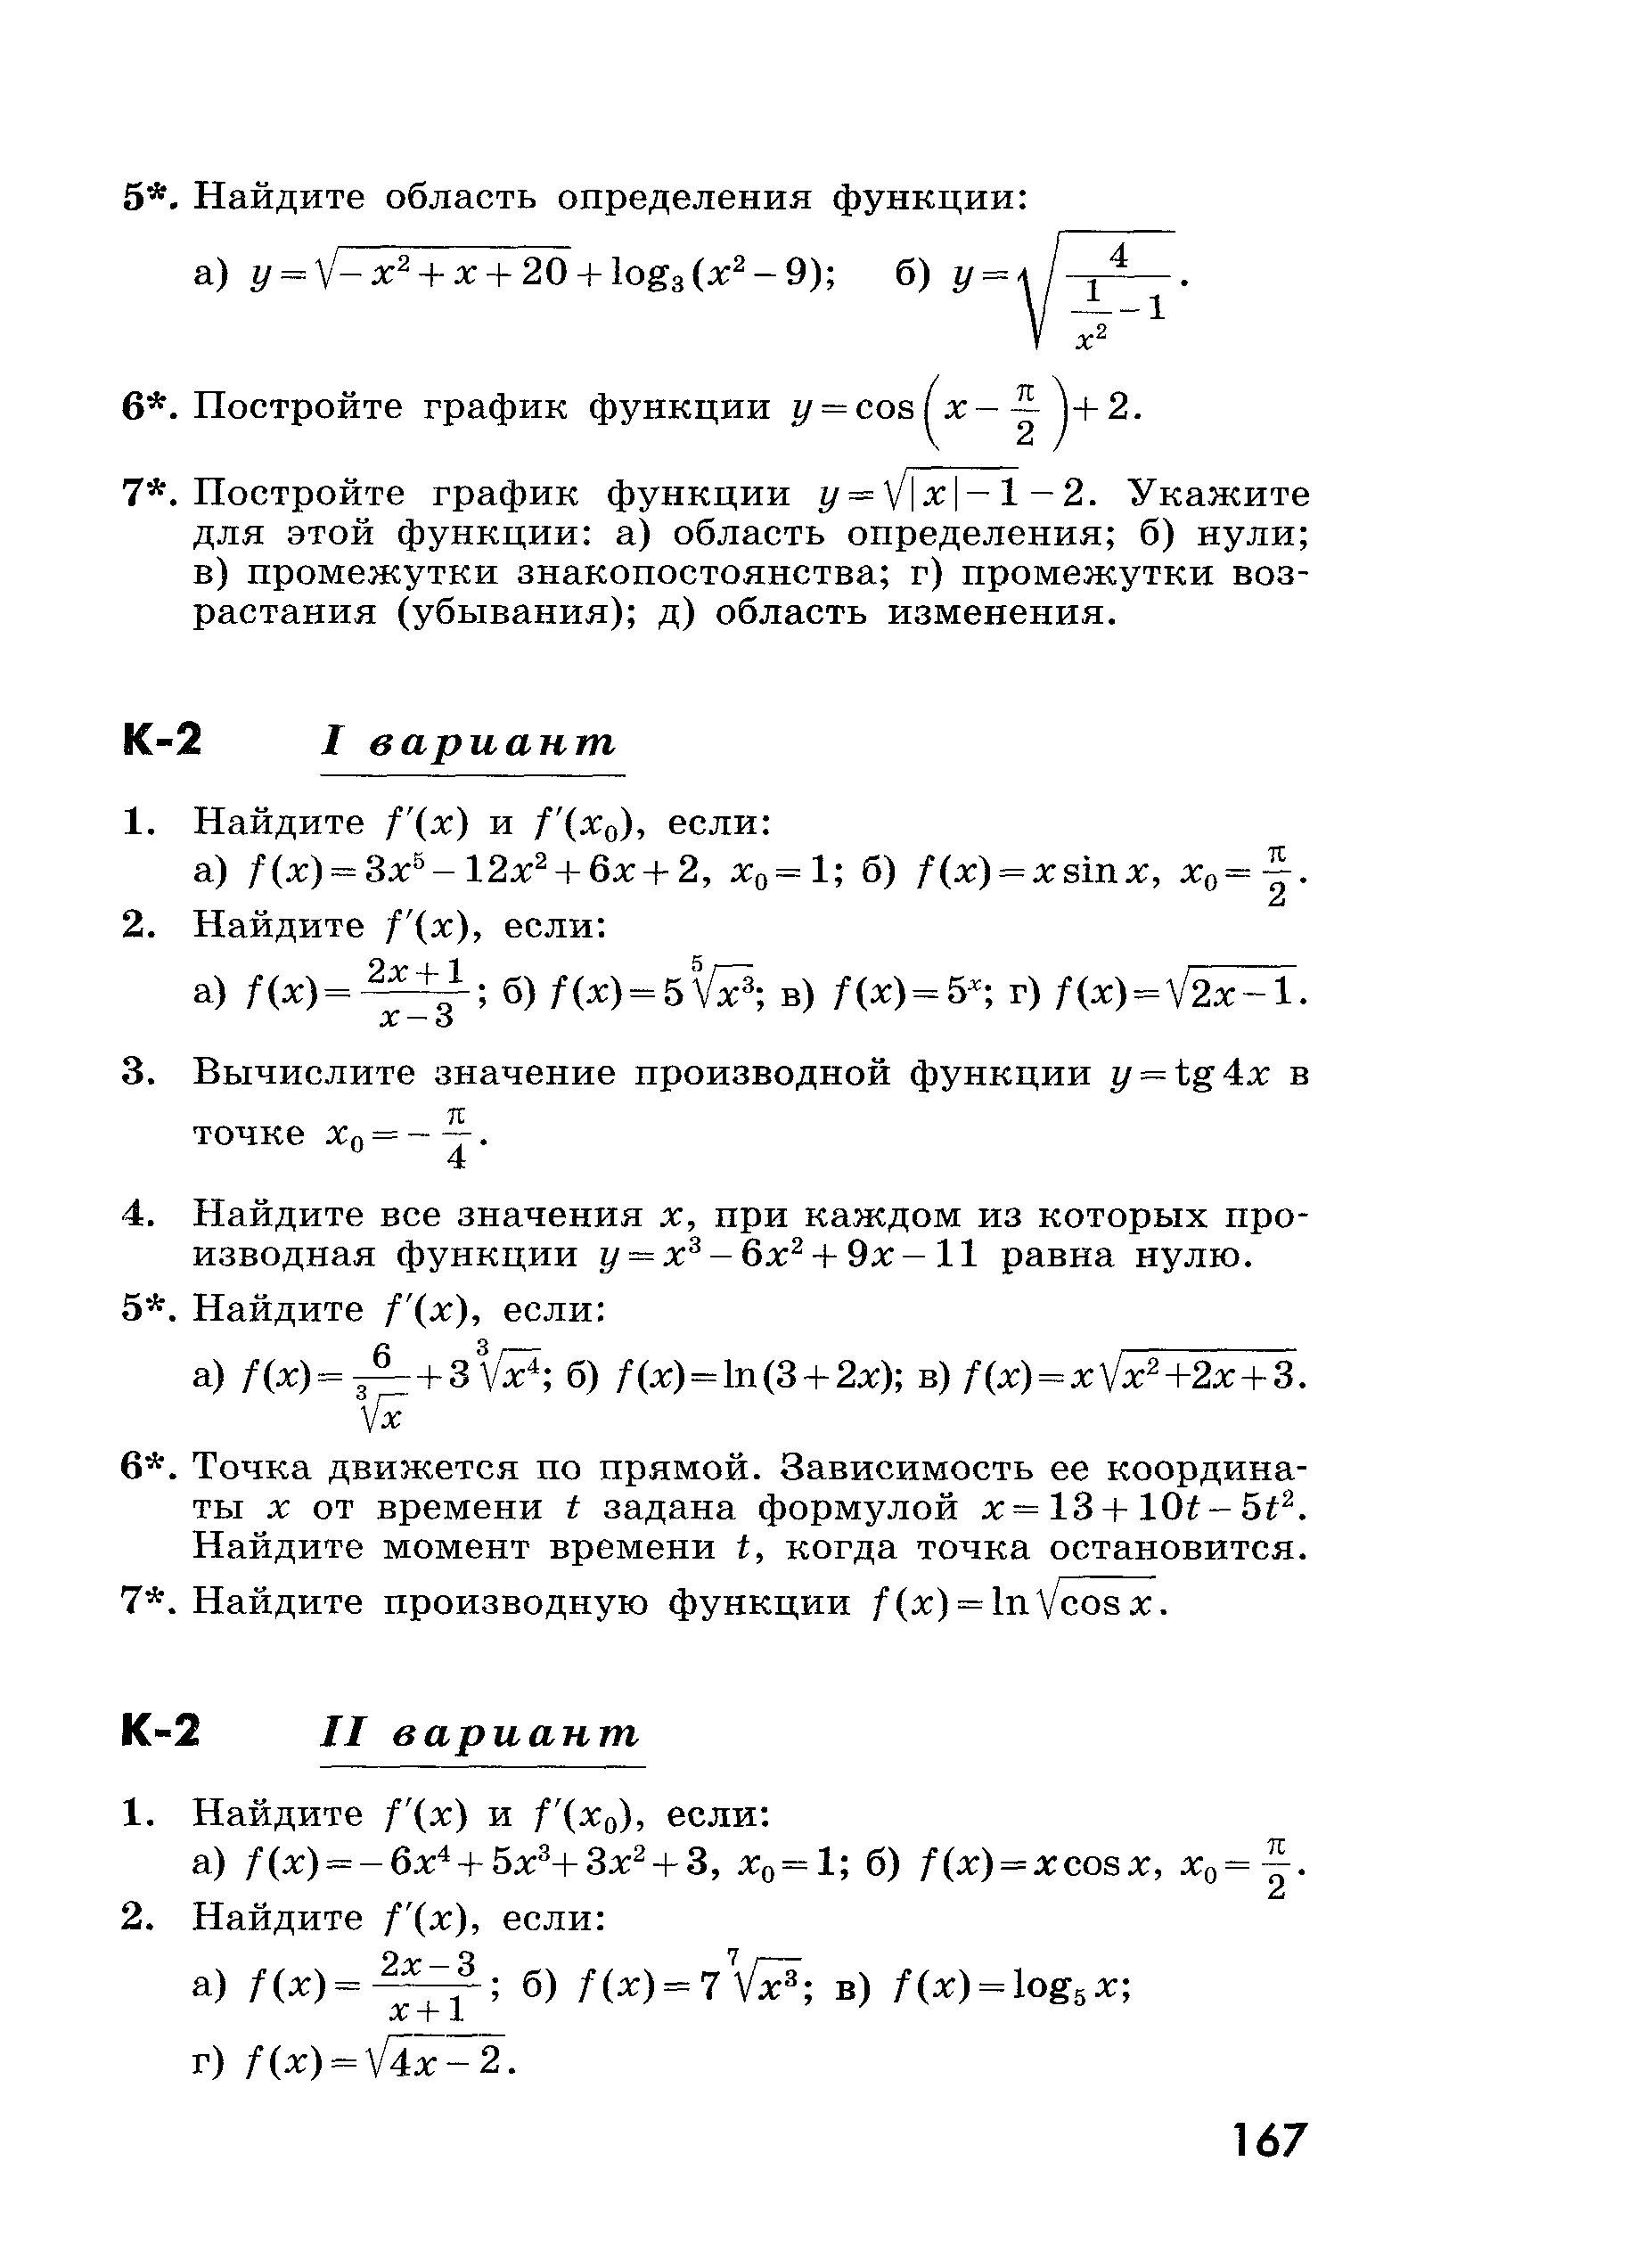 5*. Найдите область определения функции:
а) y = √(− x² + x + 20) + log₃(x² − 9); б) y = √(4/(1/x² − 1)).
6*. Постройте график функции y = cos(x − π/2) + 2.
7*. Постройте график функции y = √(|x| − 1) − 2. Укажите
для этой функции: а) область определения; б) нули;
в) промежутки знакопостоянства; г) промежутки воз-
растания (убывания); д) область изменения.
К-2 I вариант
1. Найдите f′(x) и f′(x₀), если:
а) f(x) = 3x⁵ − 12x² + 6x + 2, x₀ = 1; б) f(x) = x sin x, x₀ = π/2.
2. Найдите f′(x), если:
а) f(x) = (2x + 1)/(x − 3); б) f(x) = 5 ⁵√(x³); в) f(x) = 5ˣ; г) f(x) = √(2x − 1).
3. Вычислите значение производной функции y = tg 4x в
точке x₀ = − π/4.
4. Найдите все значения x, при каждом из которых про-
изводная функции y = x³ − 6x² + 9x − 11 равна нулю.
5*. Найдите f′(x), если:
а) f(x) = 6/³√x + 3 ³√(x⁴); б) f(x) = ln(3 + 2x); в) f(x) = x√(x² + 2x + 3).
6*. Точка движется по прямой. Зависимость ее координа-
ты x от времени t задана формулой x = 13 + 10t − 5t².
Найдите момент времени t, когда точка остановится.
7*. Найдите производную функции f(x) = ln √(cos x).
К-2 II вариант
1. Найдите f′(x) и f′(x₀), если:
а) f(x) = − 6x⁴ + 5x³ + 3x² + 3, x₀ = 1; б) f(x) = x cos x, x₀ = π/2.
2. Найдите f′(x), если:
а) f(x) = (2x − 3)/(x + 1); б) f(x) = 7 ⁷√(x³); в) f(x) = log₅ x;
г) f(x) = √(4x − 2).
167